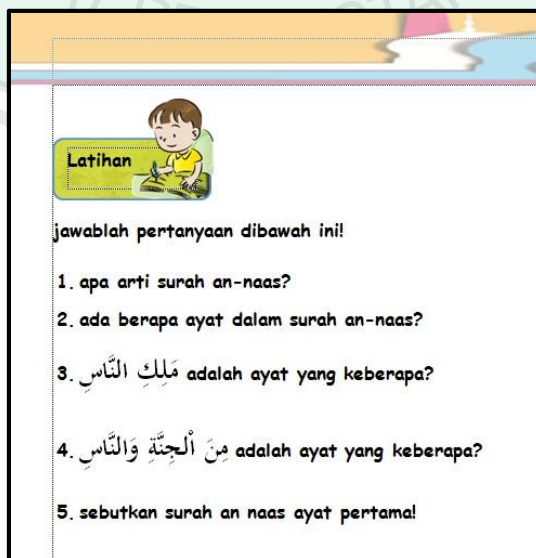 Latihan
jawablah pertanyaan dibawah ini!
1. apa arti surah an-naas?
2. ada berapa ayat dalam surah an-naas?
3. مَلِكِ النَّاسِ adalah ayat yang keberapa?
4. مِنَ ٱلْجِنَّةِ وَالنَّاسِ adalah ayat yang keberapa?
5. sebutkan surah an naas ayat pertama!